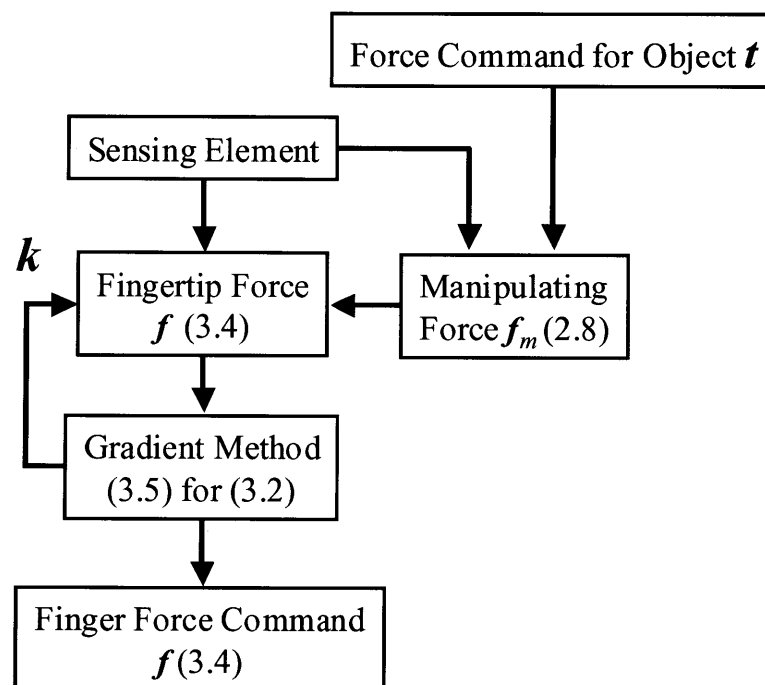 Force Command for Object t
Sensing Element
k
Fingertip Force
f (3.4)
Manipulating
Force fm (2.8)
Gradient Method
(3.5) for (3.2)
Finger Force Command
f (3.4)